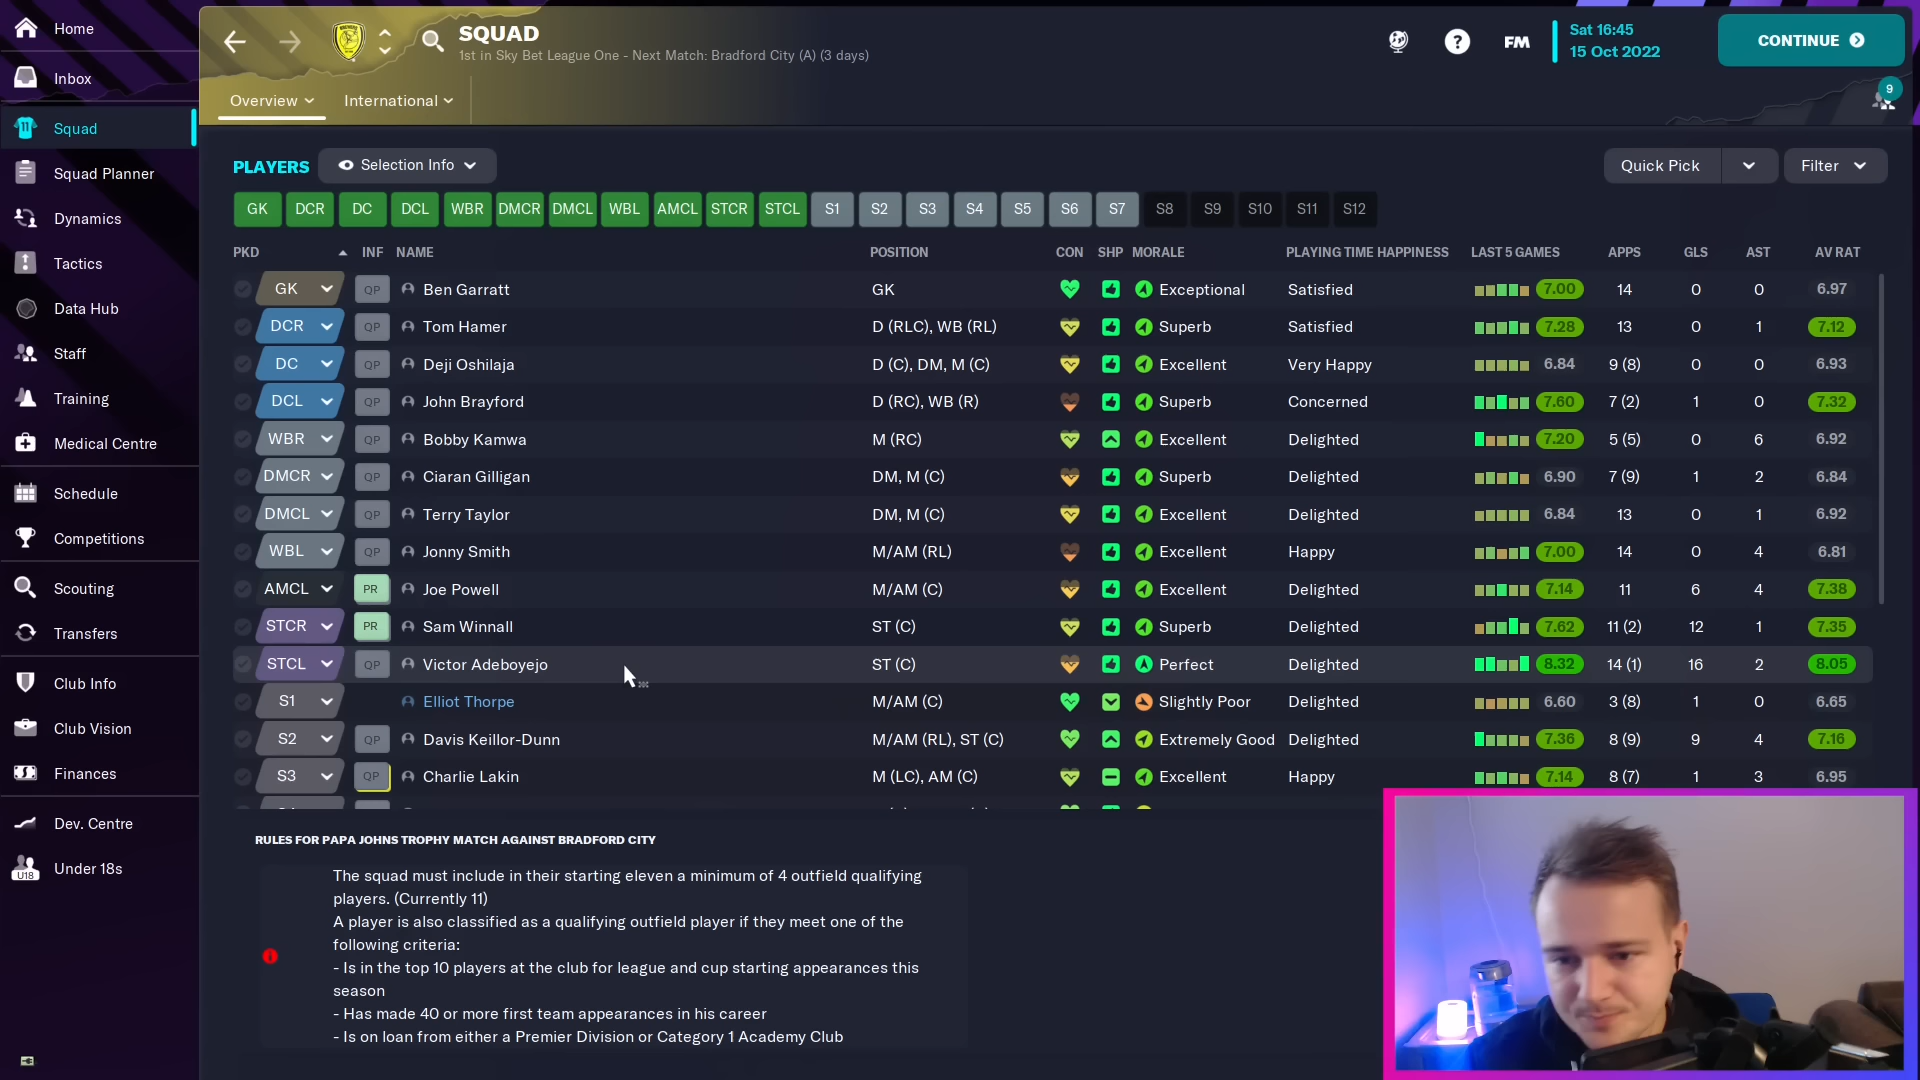 Home
Inbox
Squad
Squad Planner
Dynamics
Tactics
Data Hub
Staff
Training
Medical Centre
Schedule
Competitions
Scouting
Transfers
Club Info
Club Vision
Finances
Dev. Centre
U18 Under 18s
SQUAD
1st in Sky Bet League One - Next Match: Bradford City (A) (3 days)
FM
Sat 16:45
15 Oct 2022
CONTINUE
Overview International
9
PLAYERS Selection Info Quick Pick Filter
GK DCR DC DCL WBR DMCR DMCL WBL AMCL STCR STCL S1 S2 S3 S4 S5 S6 S7 S8 S9 S10 S11 S12
PKD INF NAME POSITION CON SHP MORALE PLAYING TIME HAPPINESS LAST 5 GAMES APPS GLS AST AV RAT
GK QP Ben Garratt GK Exceptional Satisfied 7.00 14 0 0 6.97
DCR QP Tom Hamer D (RLC), WB (RL) Superb Satisfied 7.28 13 0 1 7.12
DC QP Deji Oshilaja D (C), DM, M (C) Excellent Very Happy 6.84 9 (8) 0 0 6.93
DCL QP John Brayford D (RC), WB (R) Superb Concerned 7.60 7 (2) 1 0 7.32
WBR QP Bobby Kamwa M (RC) Excellent Delighted 7.20 5 (5) 0 6 6.92
DMCR QP Ciaran Gilligan DM, M (C) Superb Delighted 6.90 7 (9) 1 2 6.84
DMCL QP Terry Taylor DM, M (C) Excellent Delighted 6.84 13 0 1 6.92
WBL QP Jonny Smith M/AM (RL) Excellent Happy 7.00 14 0 4 6.81
AMCL PR Joe Powell M/AM (C) Excellent Delighted 7.14 11 6 4 7.38
STCR PR Sam Winnall ST (C) Superb Delighted 7.62 11 (2) 12 1 7.35
STCL QP Victor Adeboyejo ST (C) Perfect Delighted 8.32 14 (1) 16 2 8.05
S1 Elliot Thorpe M/AM (C) Slightly Poor Delighted 6.60 3 (8) 1 0 6.65
S2 QP Davis Keillor-Dunn M/AM (RL), ST (C) Extremely Good Delighted 7.36 8 (9) 9 4 7.16
S3 QP Charlie Lakin M (LC), AM (C) Excellent Happy 7.14 8 (7) 1 3 6.95
RULES FOR PAPA JOHNS TROPHY MATCH AGAINST BRADFORD CITY
The squad must include in their starting eleven a minimum of 4 outfield qualifying
players. (Currently 11)
A player is also classified as a qualifying outfield player if they meet one of the
following criteria:
- Is in the top 10 players at the club for league and cup starting appearances this
season
- Has made 40 or more first team appearances in his career
- Is on loan from either a Premier Division or Category 1 Academy Club